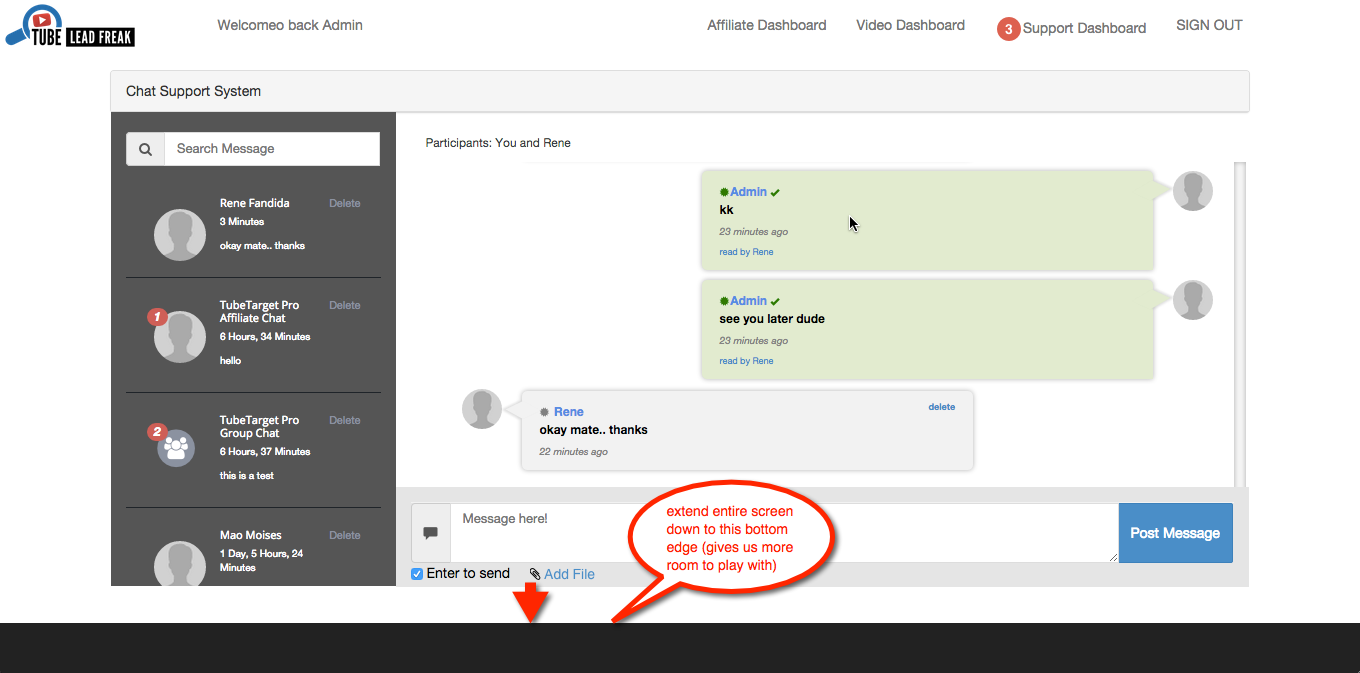 TUBE LEAD FREAK
Welcomeo back Admin
Affiliate Dashboard
Video Dashboard
3 Support Dashboard
SIGN OUT
Chat Support System
Search Message
Rene Fandida
Delete
3 Minutes
okay mate.. thanks
1
TubeTarget Pro
Affiliate Chat
Delete
6 Hours, 34 Minutes
hello
2
TubeTarget Pro
Group Chat
Delete
6 Hours, 37 Minutes
this is a test
Mao Moises
Delete
1 Day, 5 Hours, 24
Minutes
Participants: You and Rene
Admin
kk
23 minutes ago
read by Rene
Admin
see you later dude
23 minutes ago
read by Rene
Rene
delete
okay mate.. thanks
22 minutes ago
Message here!
Post Message
Enter to send
Add File
extend entire screen
down to this bottom
edge (gives us more
room to play with)